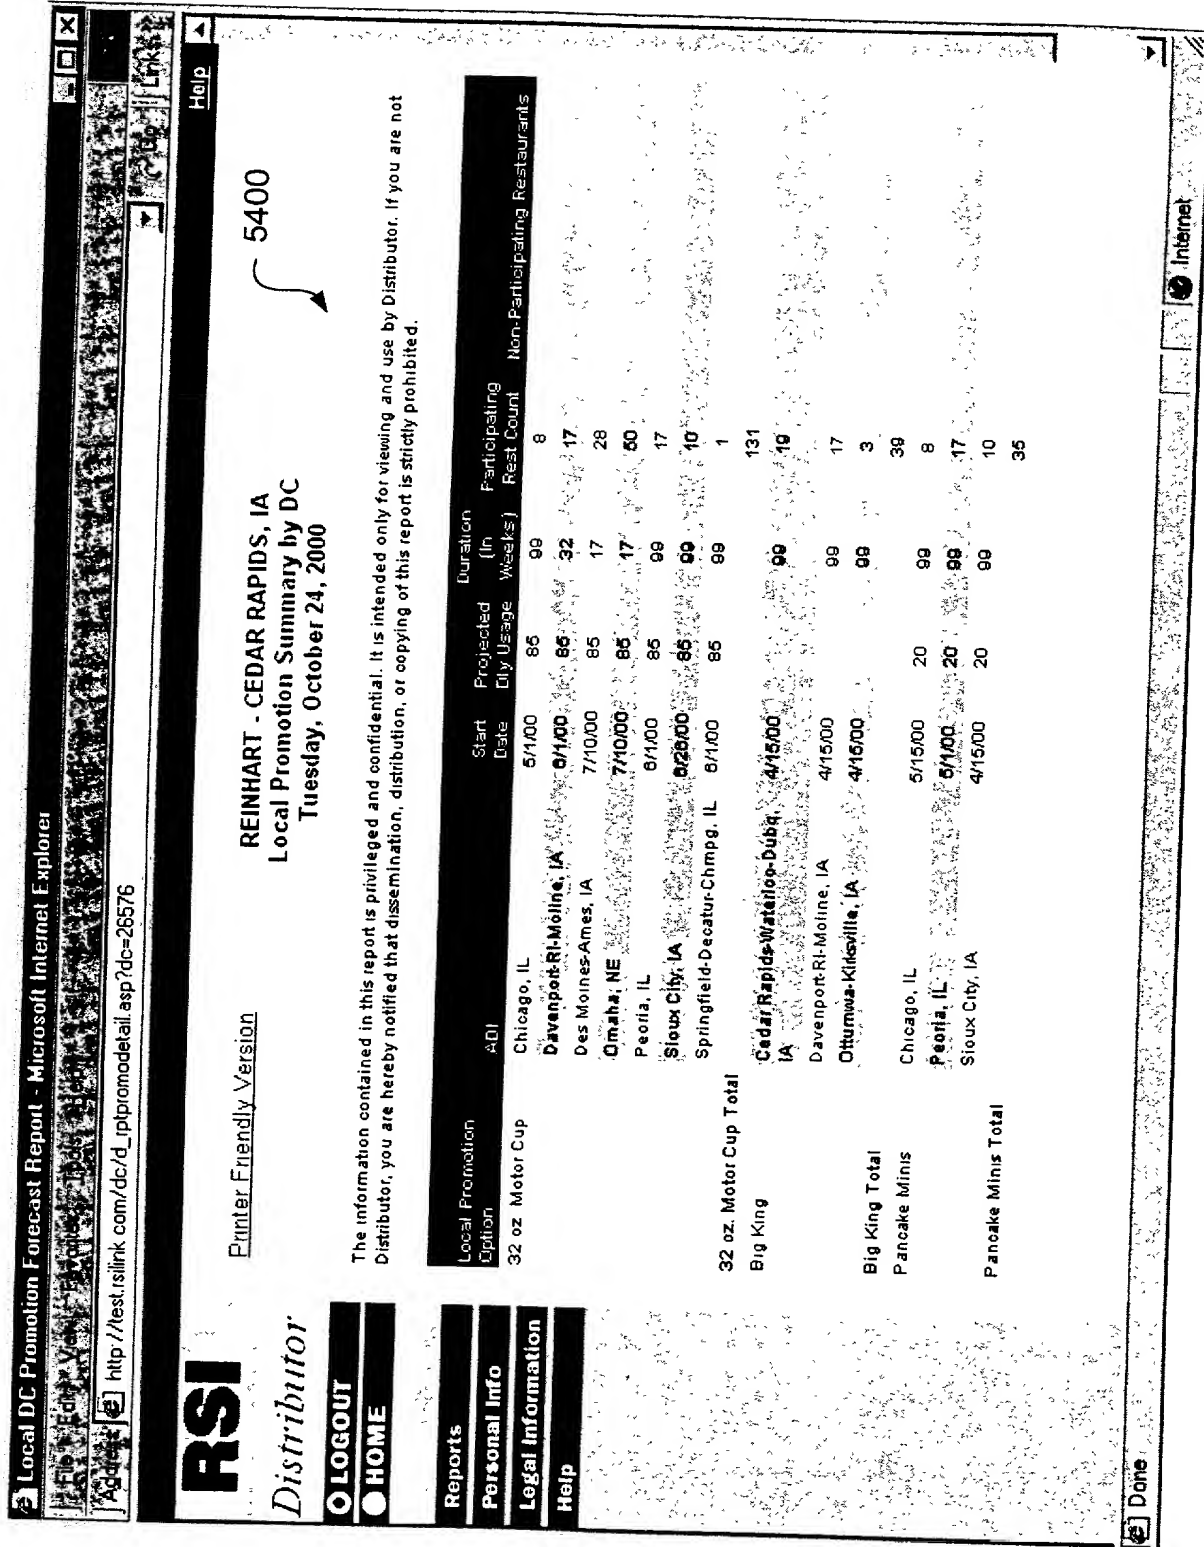 Local DC Promotion Forecast Report - Microsoft Internet Explorer
File Edit View Favorites Tools Help
Address http://test.rsilink.com/dc/d_rptpromodetail.asp?dc=26576 Go Links
Help
RSI
Distributor
LOGOUT
HOME
Reports
Personal Info
Legal Information
Help
Printer Friendly Version
REINHART - CEDAR RAPIDS, IA
Local Promotion Summary by DC
Tuesday, October 24, 2000
5400
The information contained in this report is privileged and confidential. It is intended only for viewing and use by Distributor. If you are not
Distributor, you are hereby notified that dissemination, distribution, or copying of this report is strictly prohibited.
Local Promotion Option ADI Start Date Projected Dly Usage Duration (In Weeks) Participating Rest Count Non-Participating Restaurants
32 oz Motor Cup Chicago, IL 5/1/00 85 99 8
Davenport-RI-Moline, IA 6/1/00 85 32 17
Des Moines-Ames, IA 7/10/00 85 17 28
Omaha, NE 7/10/00 85 17 50
Peoria, IL 6/1/00 85 99 17
Sioux City, IA 6/26/00 85 99 10
Springfield-Decatur-Chmpg, IL 6/1/00 85 99 1
32 oz. Motor Cup Total 131
Big King Cedar Rapids-Waterloo-Dubq, IA 4/15/00 99 19
Davenport-RI-Moline, IA 4/15/00 99 17
Ottumwa-Kirksville, IA 4/15/00 99 3
Big King Total 39
Pancake Minis Chicago, IL 5/15/00 20 99 8
Peoria, IL 5/1/00 20 99 17
Sioux City, IA 4/15/00 20 99 10
Pancake Minis Total 35
Done Internet